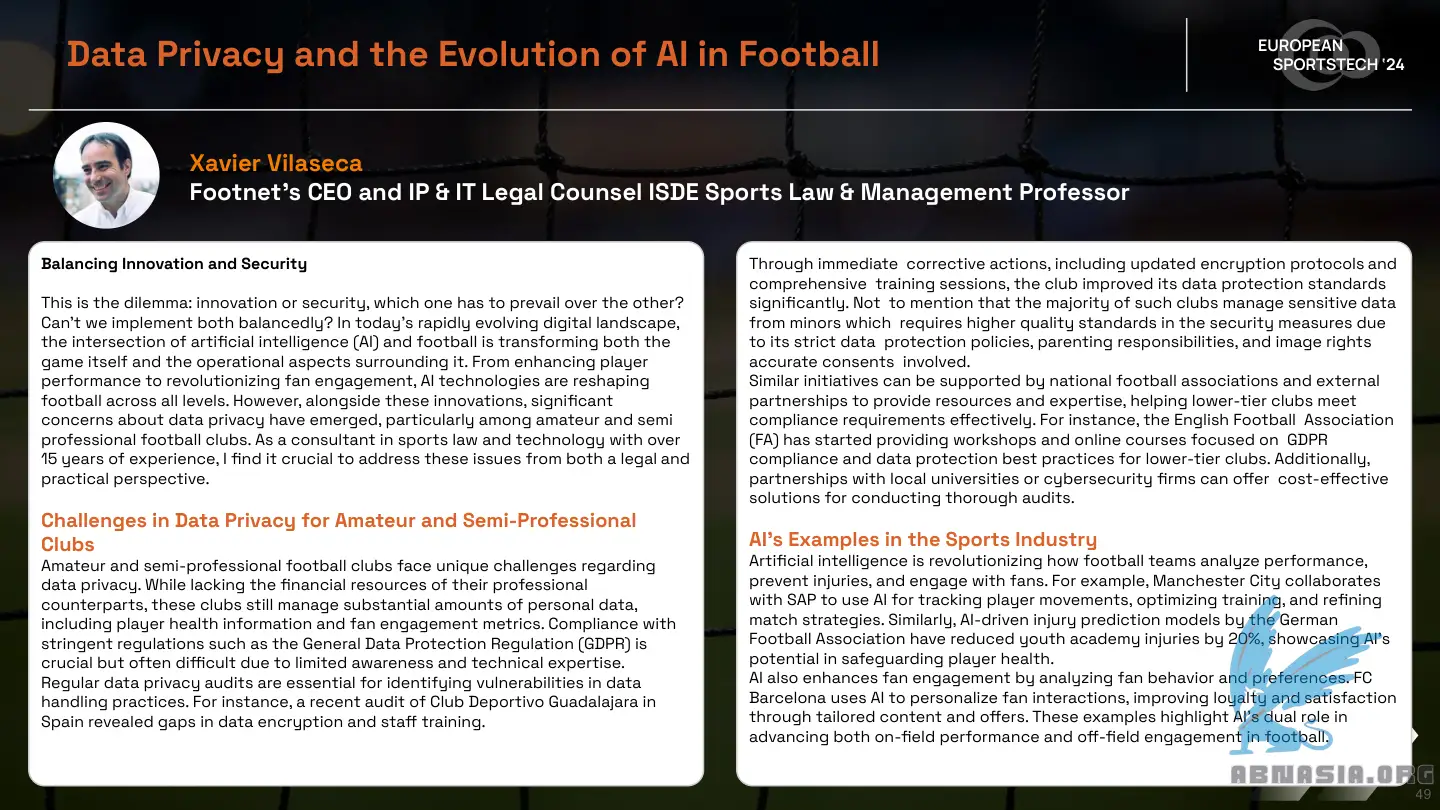 Data Privacy and the Evolution of AI in Football
EUROPEAN
SPORTSTECH '24
Xavier Vilaseca
Footnet's CEO and IP & IT Legal Counsel ISDE Sports Law & Management Professor
Balancing Innovation and Security
This is the dilemma: innovation or security, which one has to prevail over the other?
Can't we implement both balancedly? In today's rapidly evolving digital landscape,
the intersection of artificial intelligence (AI) and football is transforming both the
game itself and the operational aspects surrounding it. From enhancing player
performance to revolutionizing fan engagement, AI technologies are reshaping
football across all levels. However, alongside these innovations, significant
concerns about data privacy have emerged, particularly among amateur and semi
professional football clubs. As a consultant in sports law and technology with over
15 years of experience, I find it crucial to address these issues from both a legal and
practical perspective.
Challenges in Data Privacy for Amateur and Semi-Professional
Clubs
Amateur and semi-professional football clubs face unique challenges regarding
data privacy. While lacking the financial resources of their professional
counterparts, these clubs still manage substantial amounts of personal data,
including player health information and fan engagement metrics. Compliance with
stringent regulations such as the General Data Protection Regulation (GDPR) is
crucial but often difficult due to limited awareness and technical expertise.
Regular data privacy audits are essential for identifying vulnerabilities in data
handling practices. For instance, a recent audit of Club Deportivo Guadalajara in
Spain revealed gaps in data encryption and staff training.
Through immediate corrective actions, including updated encryption protocols and
comprehensive training sessions, the club improved its data protection standards
significantly. Not to mention that the majority of such clubs manage sensitive data
from minors which requires higher quality standards in the security measures due
to its strict data protection policies, parenting responsibilities, and image rights
accurate consents involved.
Similar initiatives can be supported by national football associations and external
partnerships to provide resources and expertise, helping lower-tier clubs meet
compliance requirements effectively. For instance, the English Football Association
(FA) has started providing workshops and online courses focused on GDPR
compliance and data protection best practices for lower-tier clubs. Additionally,
partnerships with local universities or cybersecurity firms can offer cost-effective
solutions for conducting thorough audits.
AI's Examples in the Sports Industry
Artificial intelligence is revolutionizing how football teams analyze performance,
prevent injuries, and engage with fans. For example, Manchester City collaborates
with SAP to use AI for tracking player movements, optimizing training, and refining
match strategies. Similarly, AI-driven injury prediction models by the German
Football Association have reduced youth academy injuries by 20%, showcasing AI's
potential in safeguarding player health.
AI also enhances fan engagement by analyzing fan behavior and preferences. FC
Barcelona uses AI to personalize fan interactions, improving loyalty and satisfaction
through tailored content and offers. These examples highlight AI's dual role in
advancing both on-field performance and off-field engagement in football.
ABNASIA.ORG
49